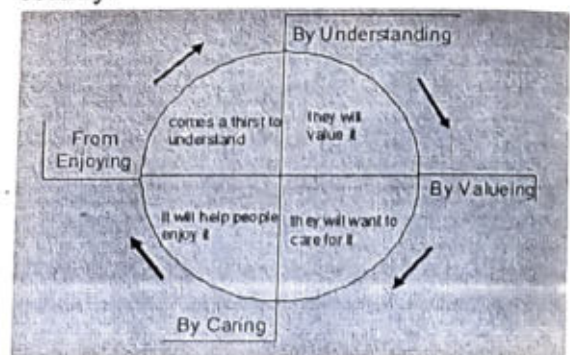 By Understanding
comes a thirst to
understand
they will
value it
From
Enjoying
By Valueing
It will help people
enjoy it
they will want to
care for it
By Caring